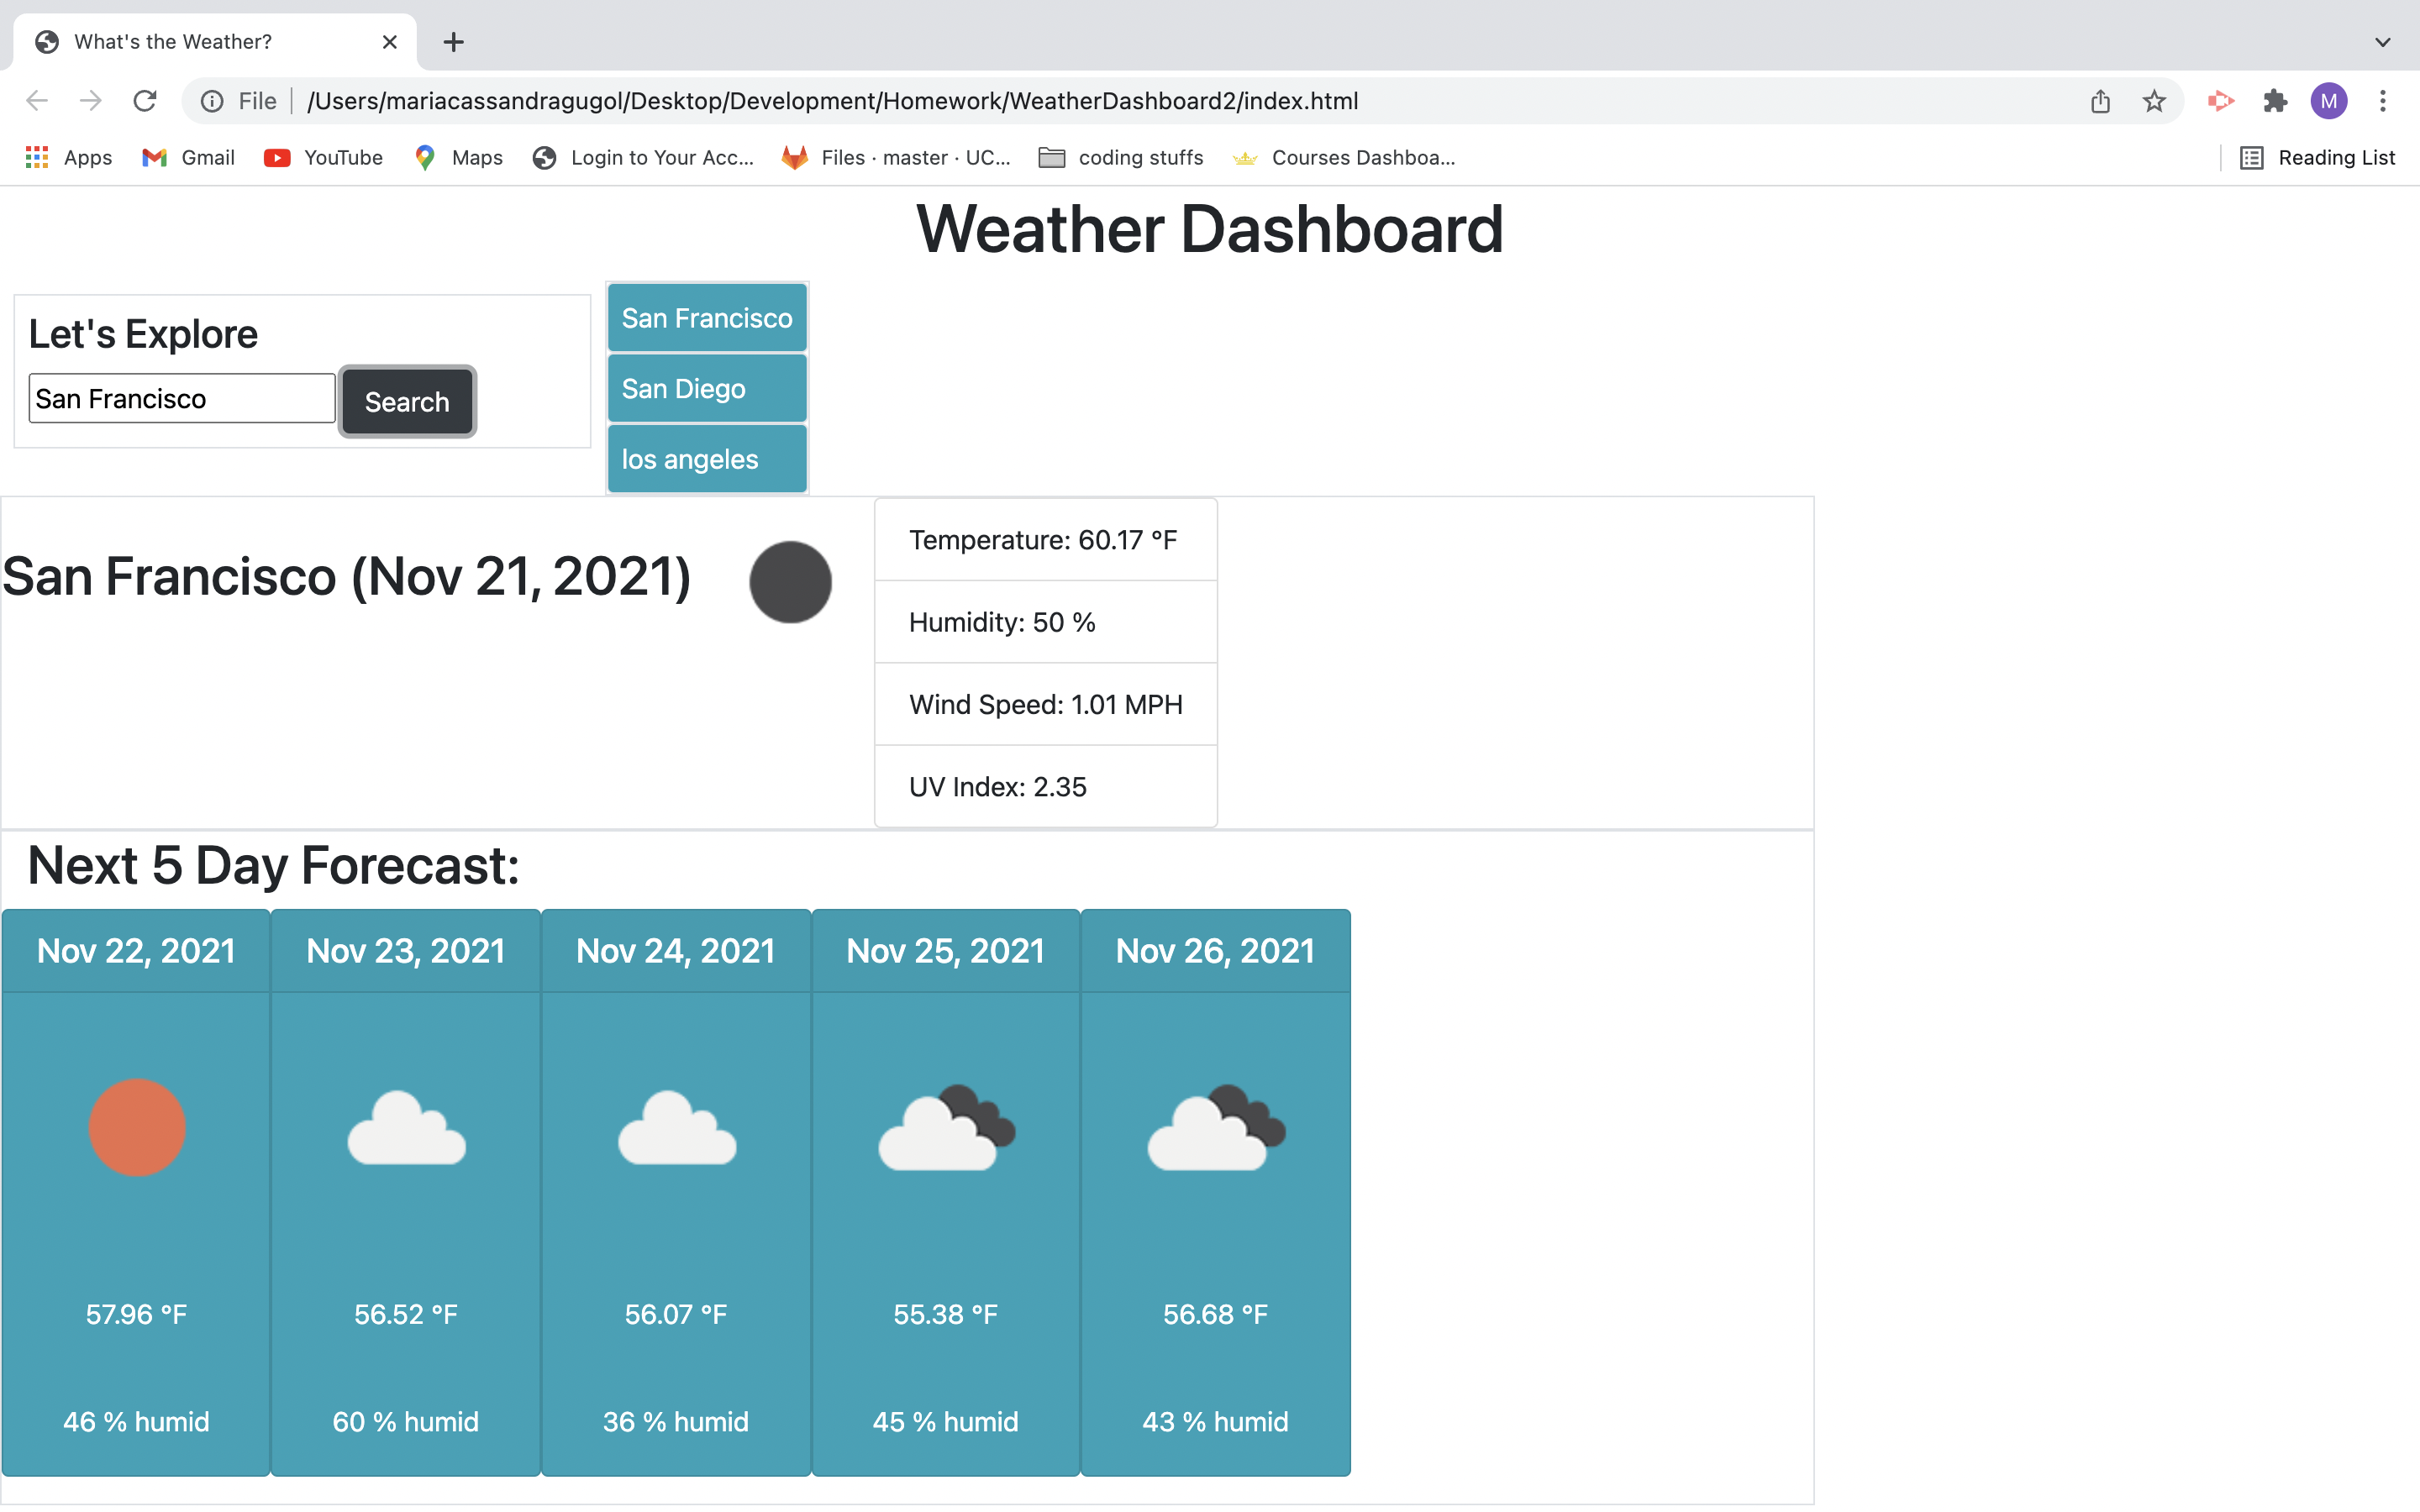 What's the Weather?
File /Users/mariacassandragugol/Desktop/Development/Homework/WeatherDashboard2/index.html M
Apps Gmail YouTube Maps Login to Your Acc... Files · master · UC... coding stuffs Courses Dashboa... Reading List
Weather Dashboard
Let's Explore
San Francisco Search
San Francisco
San Diego
los angeles
San Francisco (Nov 21, 2021)
Temperature: 60.17 °F
Humidity: 50 %
Wind Speed: 1.01 MPH
UV Index: 2.35
Next 5 Day Forecast:
Nov 22, 2021 Nov 23, 2021 Nov 24, 2021 Nov 25, 2021 Nov 26, 2021
57.96 °F 56.52 °F 56.07 °F 55.38 °F 56.68 °F
46 % humid 60 % humid 36 % humid 45 % humid 43 % humid